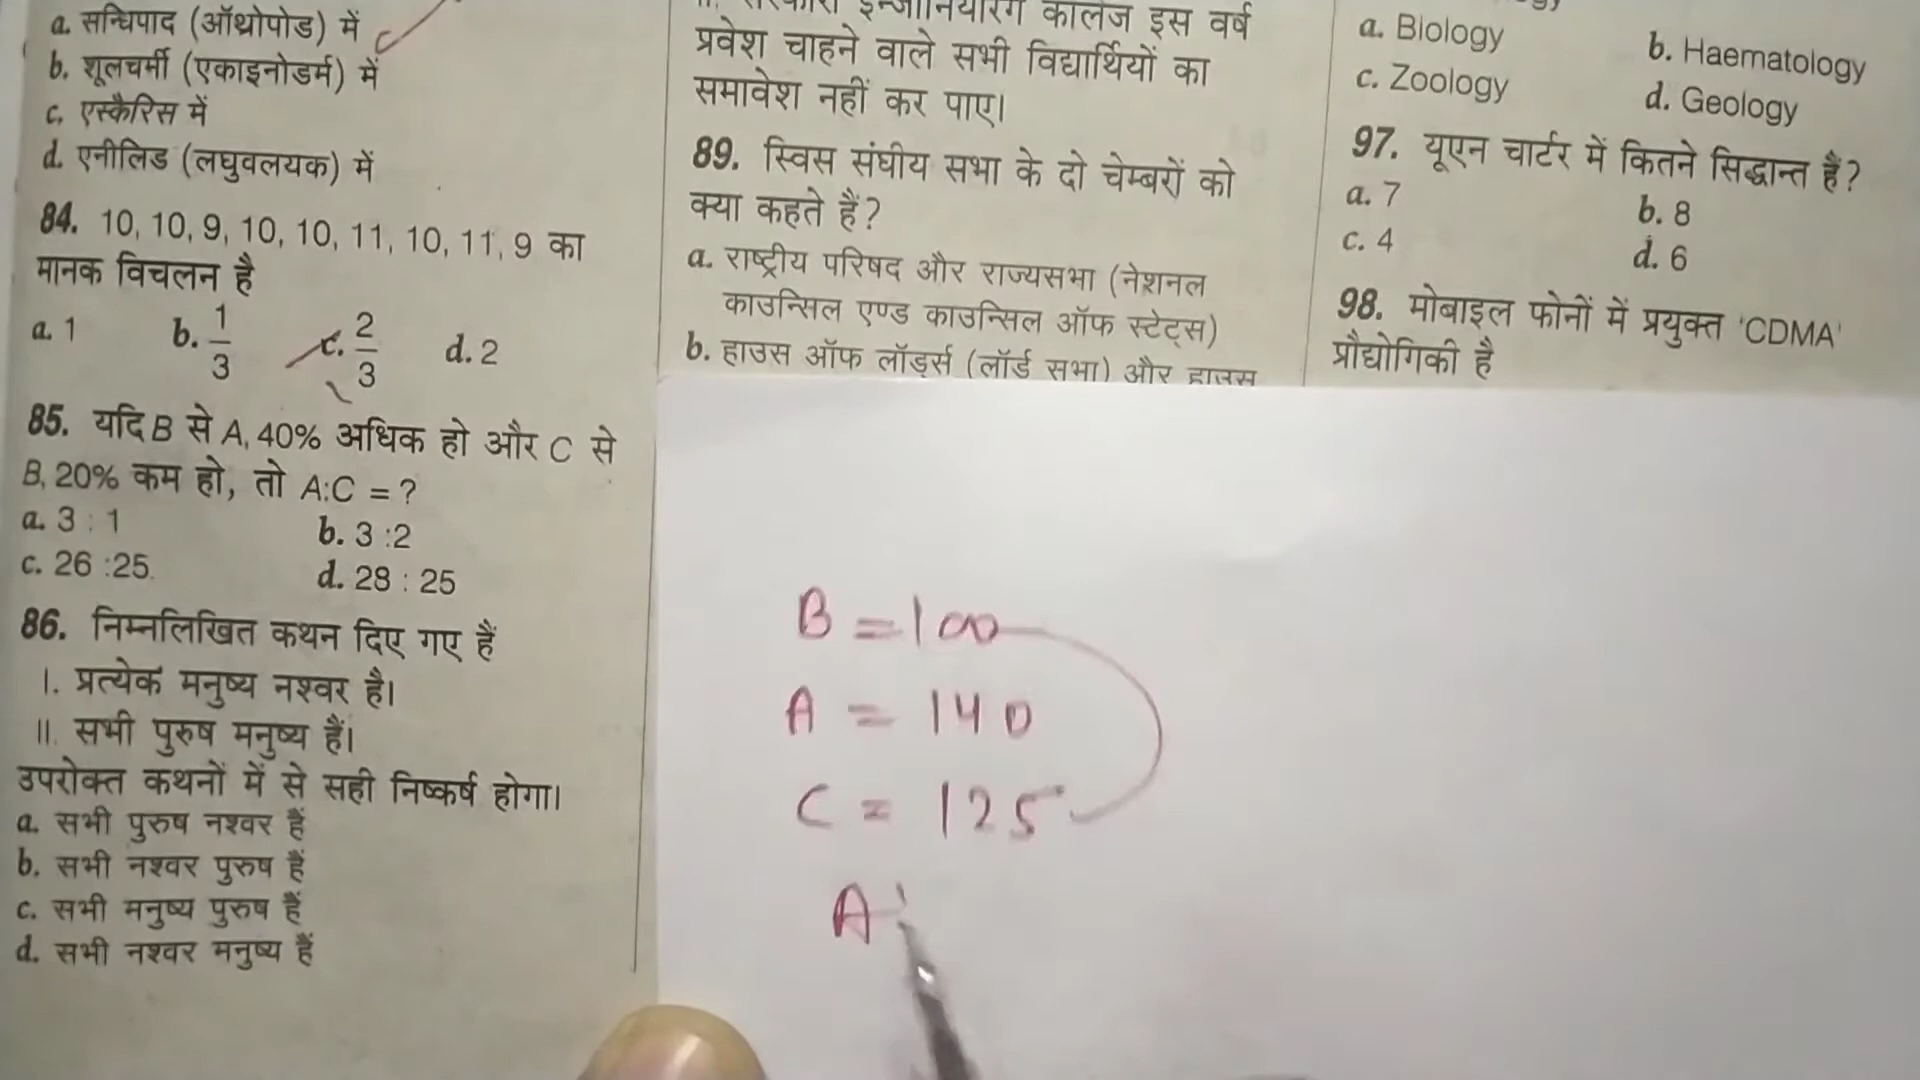 a. सन्धिपाद (ऑथ्रोपोड) में
b. शूलचर्मी (एकाइनोडर्म) में
c. एस्कैरिस में
d. एनीलिड (लघुवलयक) में
84. 10, 10, 9, 10, 10, 11, 10, 11, 9 का
मानक विचलन है
a. 1 b. 1/3 c. 2/3 d. 2
85. यदि B से A, 40% अधिक हो और C से
B, 20% कम हो, तो A:C = ?
a. 3 : 1 b. 3 :2
c. 26 :25 d. 28 : 25
86. निम्नलिखित कथन दिए गए हैं
I. प्रत्येक मनुष्य नश्वर है।
II. सभी पुरुष मनुष्य हैं।
उपरोक्त कथनों में से सही निष्कर्ष होगा।
a. सभी पुरुष नश्वर हैं
b. सभी नश्वर पुरुष हैं
c. सभी मनुष्य पुरुष हैं
d. सभी नश्वर मनुष्य हैं
II. सरकारी इन्जीनियरिंग कॉलेज इस वर्ष
प्रवेश चाहने वाले सभी विद्यार्थियों का
समावेश नहीं कर पाए।
89. स्विस संघीय सभा के दो चेम्बरों को
क्या कहते हैं?
a. राष्ट्रीय परिषद और राज्यसभा (नेशनल
काउन्सिल एण्ड काउन्सिल ऑफ स्टेट्स)
b. हाउस ऑफ लॉर्ड्स (लॉर्ड सभा) और हाउस
B = 100
A = 140
C = 125
A
a. Biology b. Haematology
c. Zoology d. Geology
97. यूएन चार्टर में कितने सिद्धान्त हैं?
a. 7 b. 8
c. 4 d. 6
98. मोबाइल फोनों में प्रयुक्त 'CDMA'
प्रौद्योगिकी है